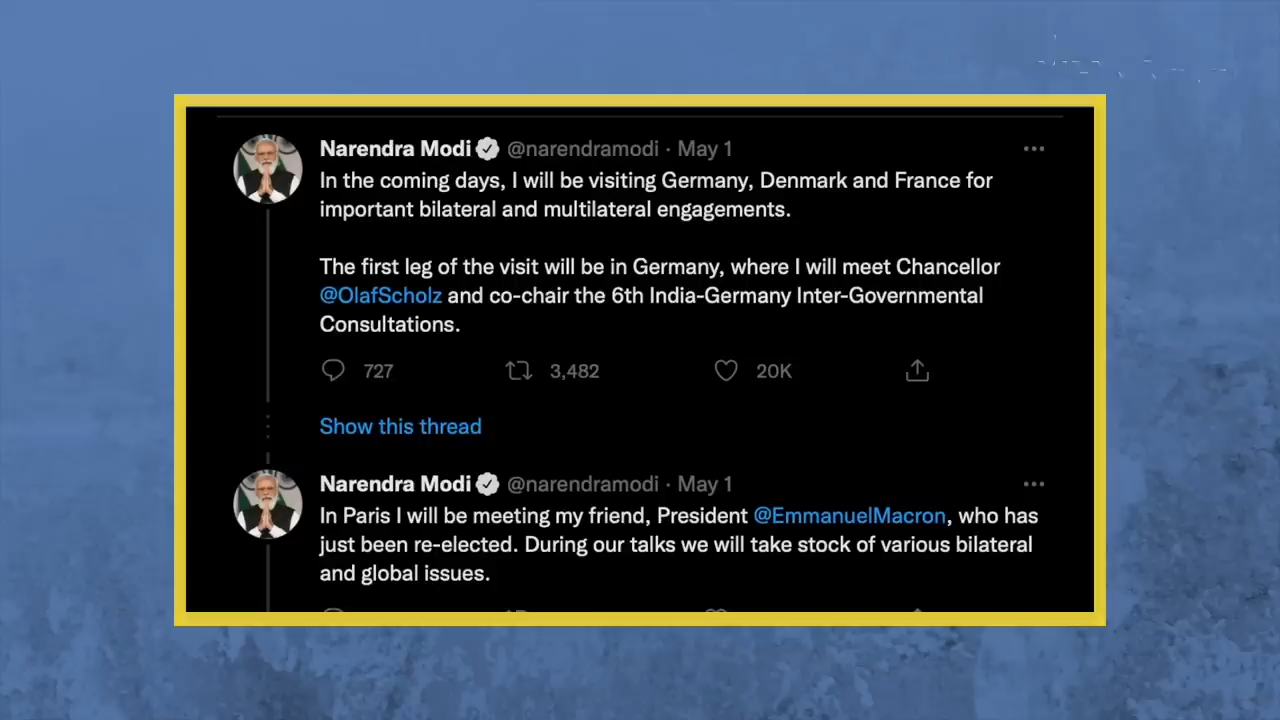 Narendra Modi @narendramodi · May 1
In the coming days, I will be visiting Germany, Denmark and France for
important bilateral and multilateral engagements.
The first leg of the visit will be in Germany, where I will meet Chancellor
@OlafScholz and co-chair the 6th India-Germany Inter-Governmental
Consultations.
727 3,482 20K
Show this thread
Narendra Modi @narendramodi · May 1
In Paris I will be meeting my friend, President @EmmanuelMacron, who has
just been re-elected. During our talks we will take stock of various bilateral
and global issues.